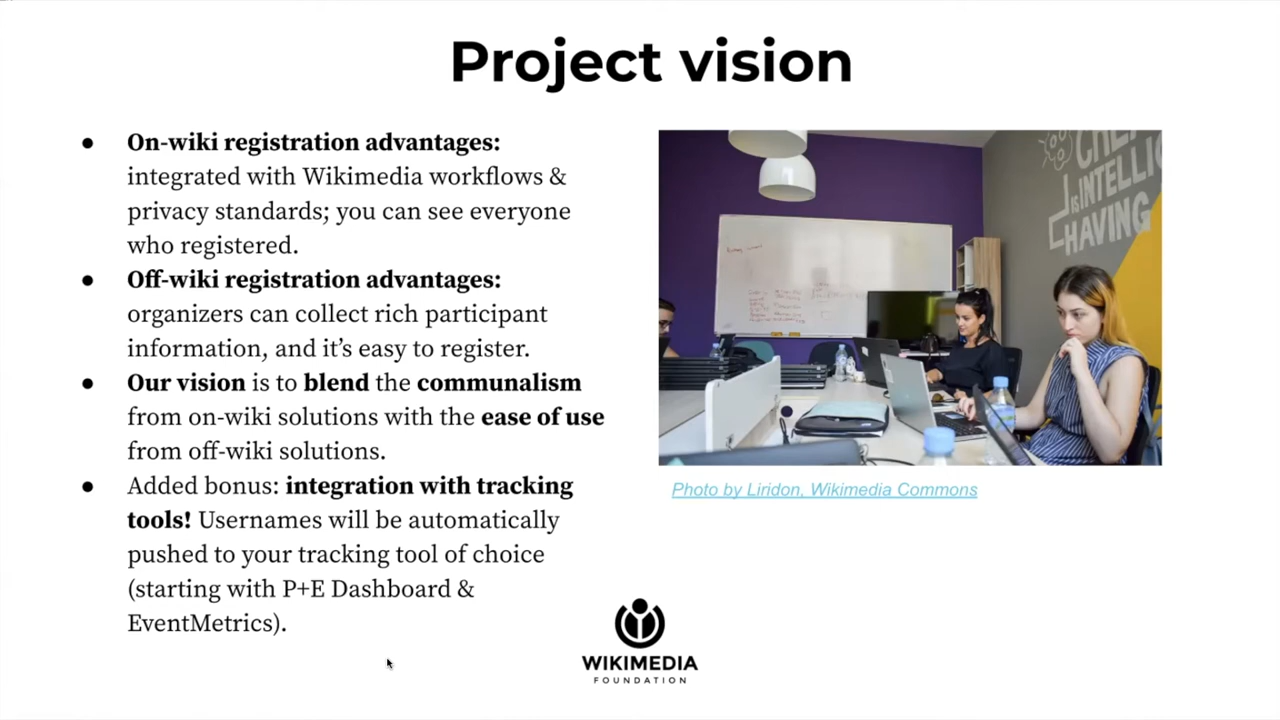 Project vision
● On-wiki registration advantages:
integrated with Wikimedia workflows &
privacy standards; you can see everyone
who registered.
● Off-wiki registration advantages:
organizers can collect rich participant
information, and it’s easy to register.
● Our vision is to blend the communalism
from on-wiki solutions with the ease of use
from off-wiki solutions.
● Added bonus: integration with tracking
tools! Usernames will be automatically
pushed to your tracking tool of choice
(starting with P+E Dashboard &
EventMetrics).
IS INTELLIG
HAVING
Photo by Liridon, Wikimedia Commons
WIKIMEDIA
FOUNDATION